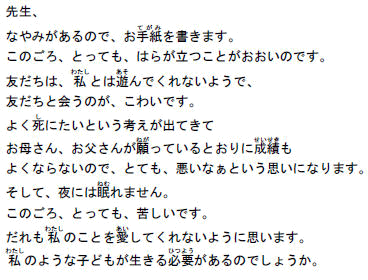 先生、
なやみがあるので、お手紙を書きます。
このごろ、とっても、はらが立つことがおおいのです。
友だちは、私とは遊んでくれないようで、
友だちと会うのが、こわいです。
よく死にたいという考えが出てきて
お母さん、お父さんが願っているとおりに成績も
よくならないので、とても、悪いなぁという思いになります。
そして、夜には眠れません。
このごろ、とっても、苦しいです。
だれも私のことを愛してくれないように思います。
私のような子どもが生きる必要があるのでしょうか。